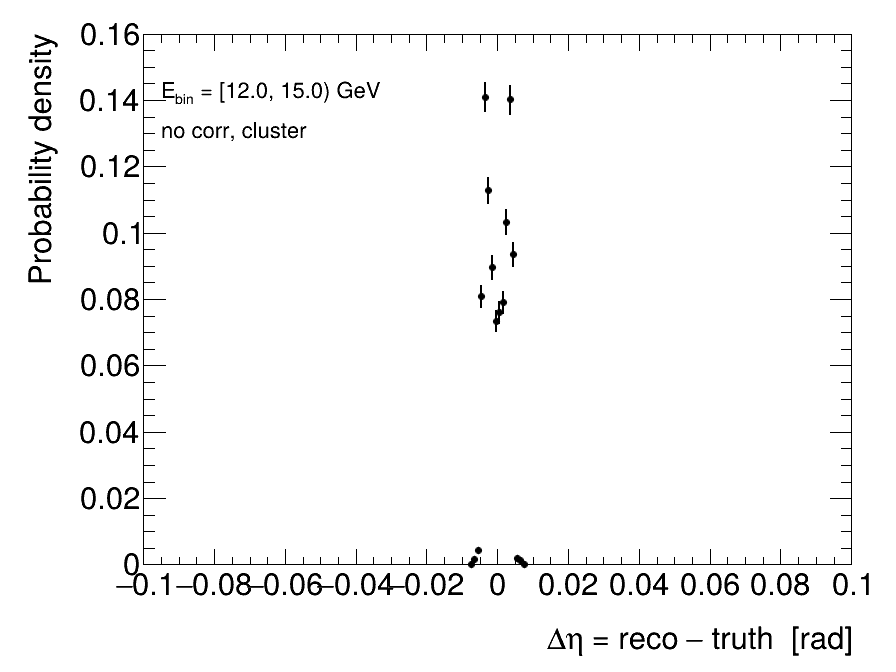 Probability density
0.16
0.14
0.12
0.1
0.08
0.06
0.04
0.02
0
E_bin = [12.0, 15.0) GeV
no corr, cluster
−0.1 −0.08 −0.06 −0.04 −0.02 0 0.02 0.04 0.06 0.08 0.1
Δη = reco − truth [rad]